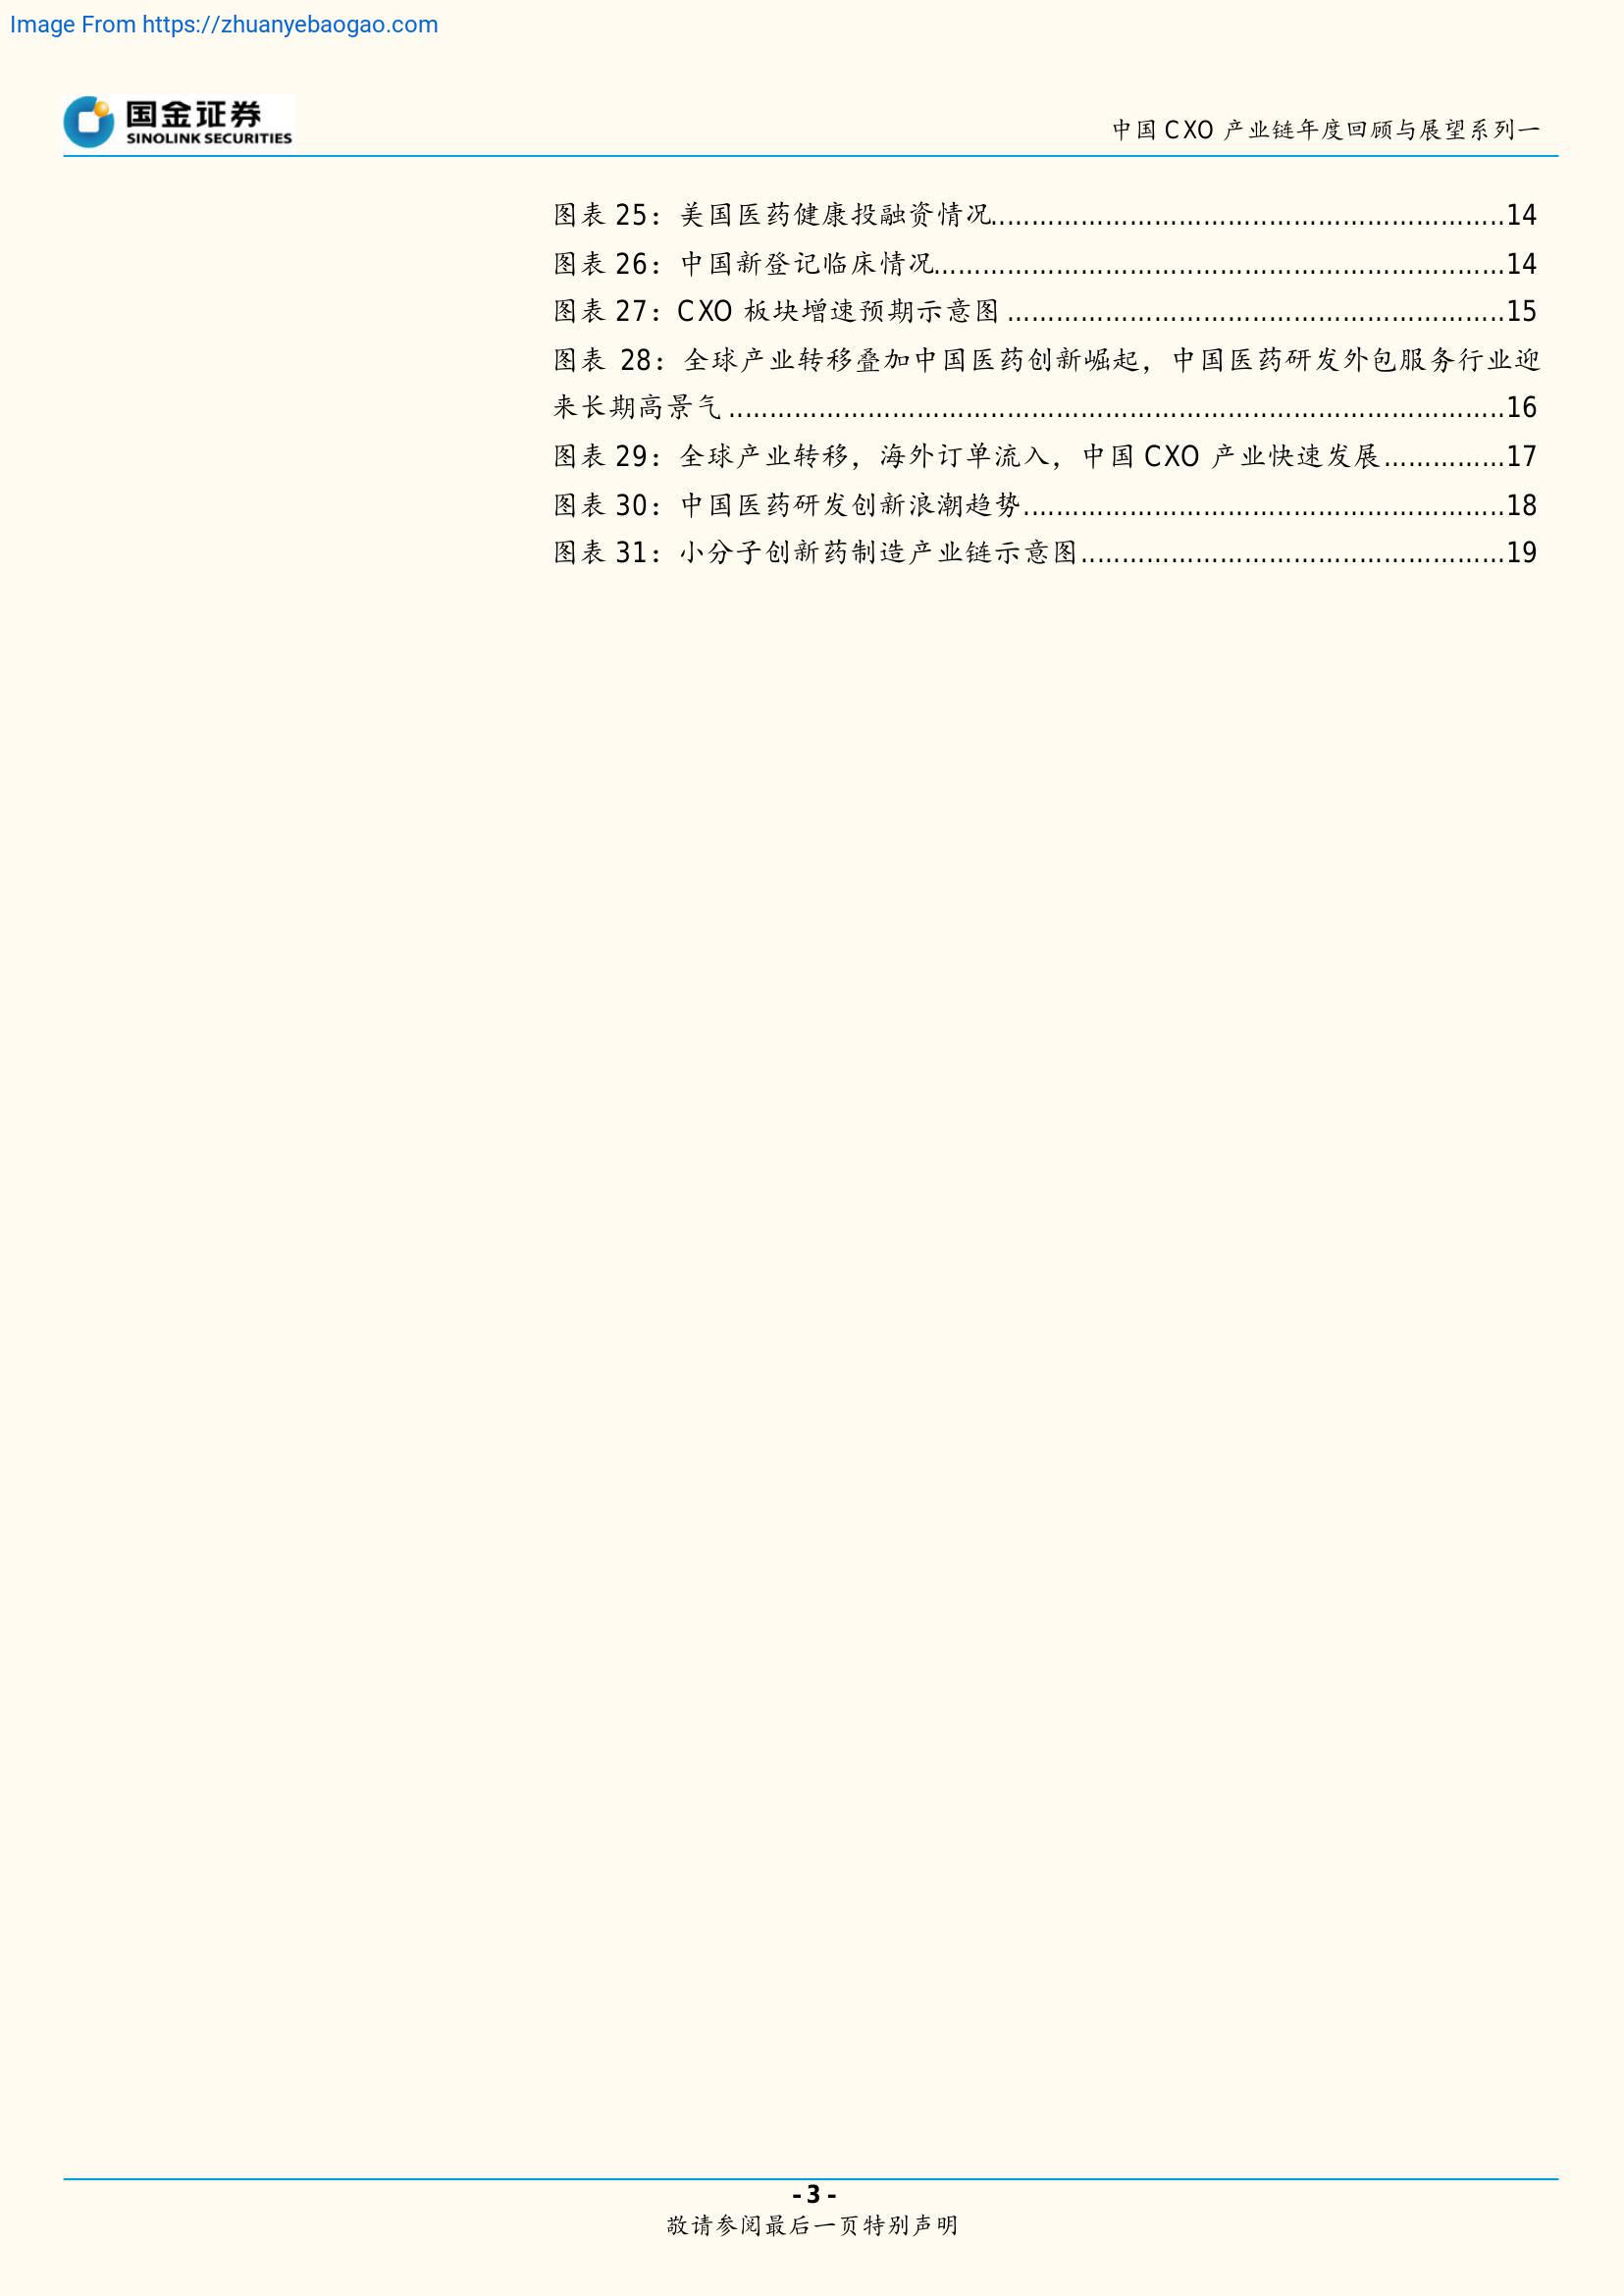 Image From https://zhuanyebaogao.com
国金证券
SINOLINK SECURITIES
中国 CXO 产业链年度回顾与展望系列一
图表 25：美国医药健康投融资情况................................................................14
图表 26：中国新登记临床情况.......................................................................14
图表 27：CXO 板块增速预期示意图 ..............................................................15
图表 28：全球产业转移叠加中国医药创新崛起，中国医药研发外包服务行业迎
来长期高景气 ................................................................................................16
图表 29：全球产业转移，海外订单流入，中国 CXO 产业快速发展...............17
图表 30：中国医药研发创新浪潮趋势............................................................18
图表 31：小分子创新药制造产业链示意图.....................................................19
- 3 -
敬请参阅最后一页特别声明